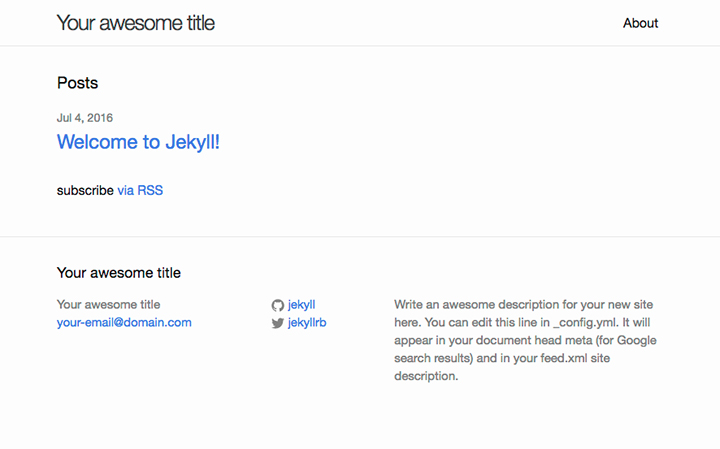 Your awesome title
About
Posts
Jul 4, 2016
Welcome to Jekyll!
subscribe via RSS
Your awesome title
Your awesome title
your-email@domain.com
jekyll
jekyllrb
Write an awesome description for your new site
here. You can edit this line in _config.yml. It will
appear in your document head meta (for Google
search results) and in your feed.xml site
description.